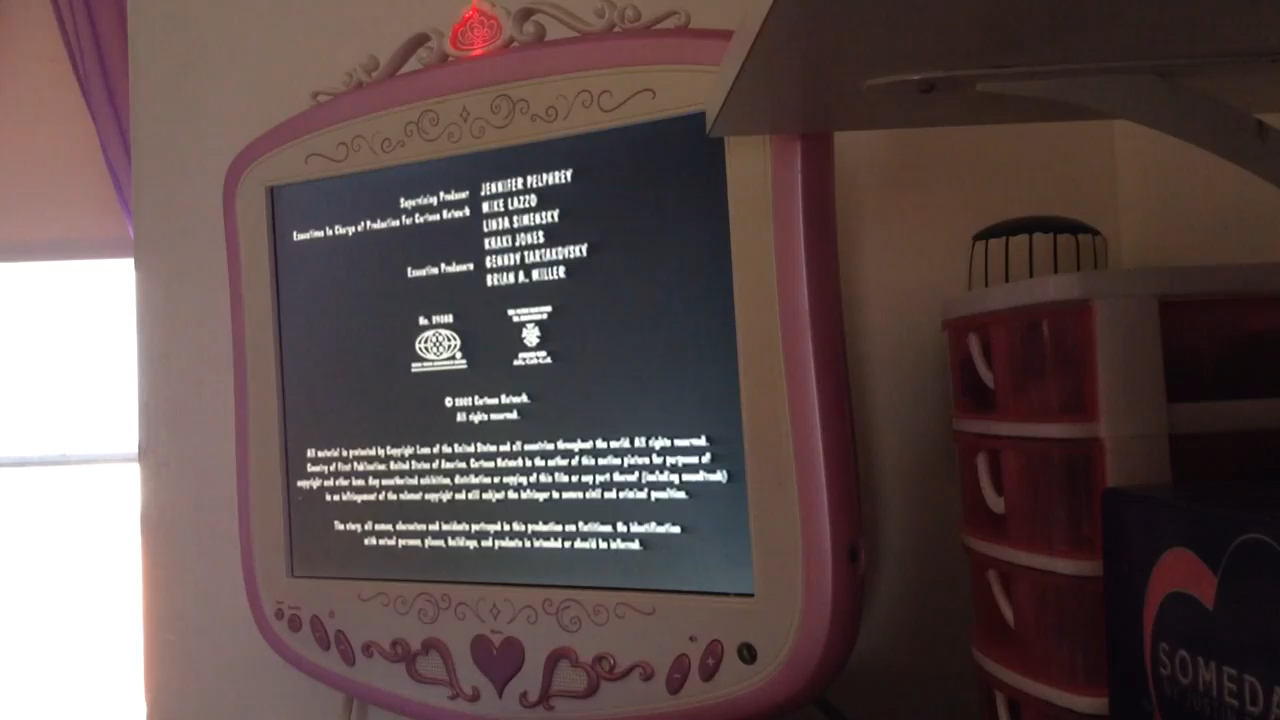 Supervising Producer JENNIFER PELPHREY
Executives In Charge of Production For Cartoon Network MIKE LAZZO
LINDA SIMENSKY
KHAKI JONES
Executive Producers GENNDY TARTAKOVSKY
BRIAN A. MILLER
No.
© 2002 Cartoon Network.
All rights reserved.
All material is protected by Copyright Laws of the United States and all countries throughout the world. All rights reserved.
Country of First Publication: United States of America. Cartoon Network is the author of this motion picture for purposes of
copyright and other laws. Any unauthorized exhibition, distribution or copying of this film or any part thereof (including soundtrack)
is an infringement of the relevant copyright and will subject the infringer to severe civil and criminal penalties.
The story, all names, characters and incidents portrayed in this production are fictitious. No identification
with actual persons, places, buildings, and products is intended or should be inferred.
SOMEDA